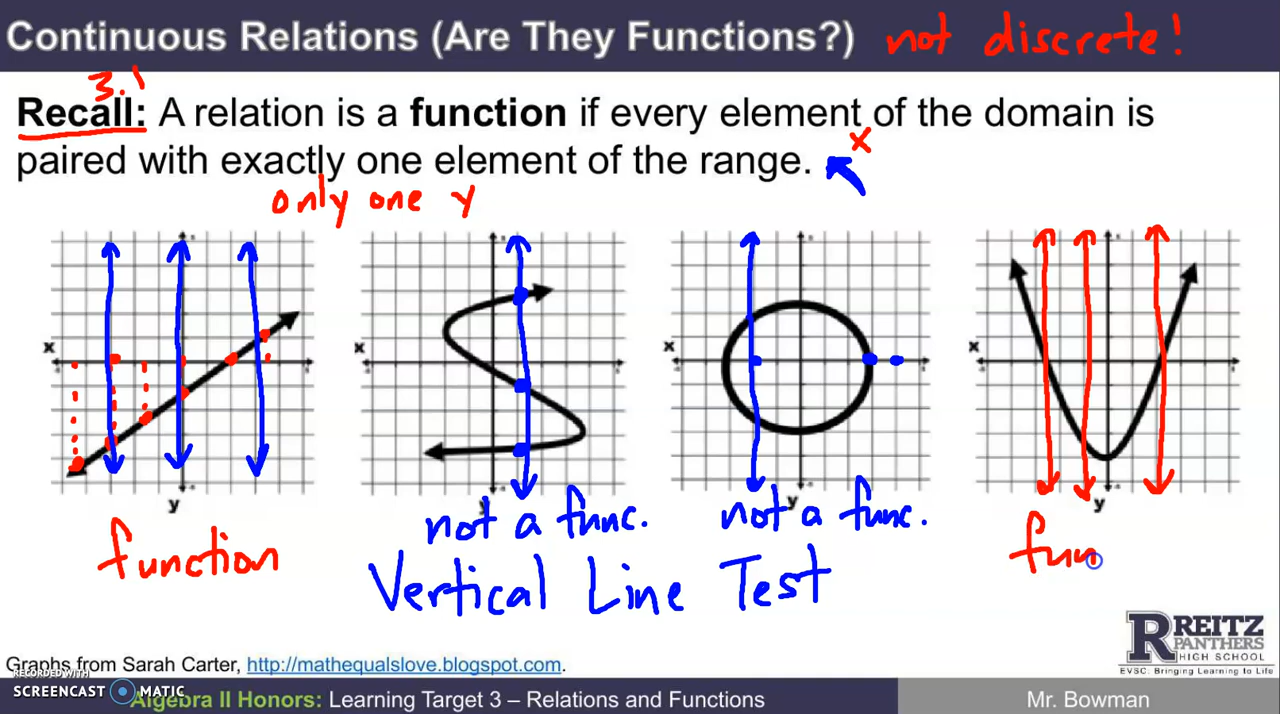 Continuous Relations (Are They Functions?) not discrete!
3.1
Recall: A relation is a function if every element of the domain is
x
paired with exactly one element of the range.
only one y
x
x
x
x
y
y
y
y
function
not a func.
not a func.
fun
Vertical Line Test
REITZ
PANTHERS
HIGH SCHOOL
EVSC. Bringing Learning to Life
Graphs from Sarah Carter, http://mathequalslove.blogspot.com.
RECORDED WITH
SCREENCAST MATIC
Algebra II Honors: Learning Target 3 – Relations and Functions
Mr. Bowman